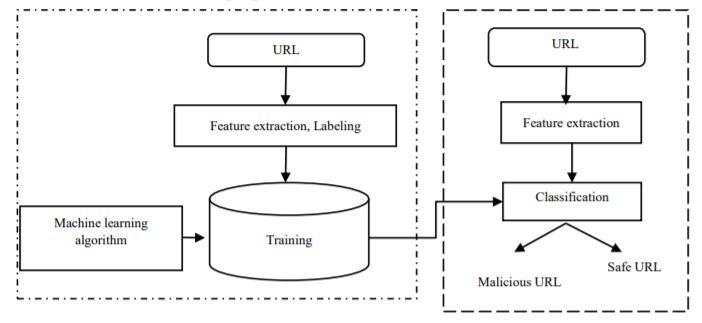 URL
Feature extraction, Labeling
Machine learning
algorithm
Training
URL
Feature extraction
Classification
Malicious URL
Safe URL